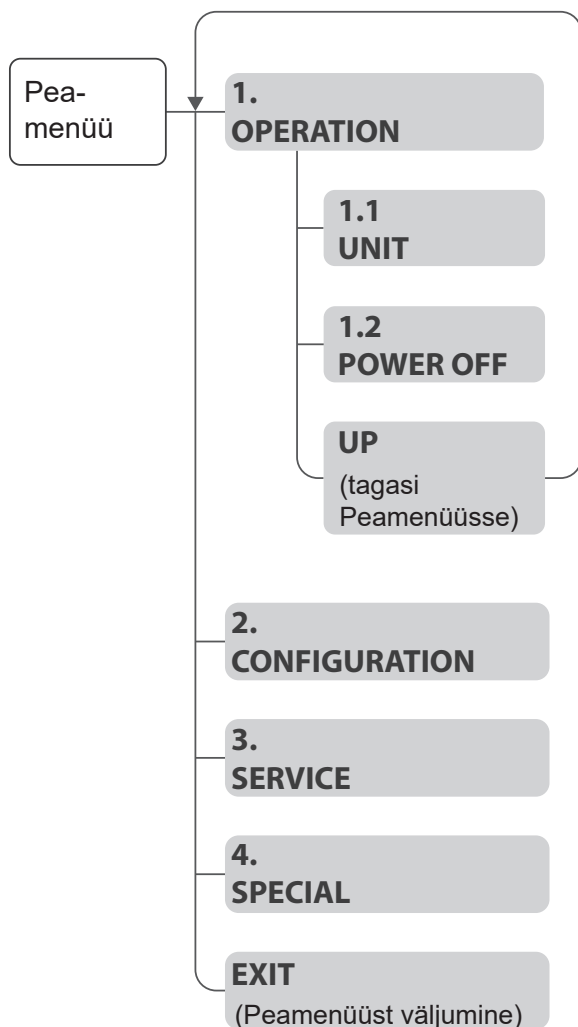 Pea-
menüü
1.
OPERATION
1.1
UNIT
1.2
POWER OFF
UP
(tagasi
Peamenüüsse)
2.
CONFIGURATION
3.
SERVICE
4.
SPECIAL
EXIT
(Peamenüüst väljumine)